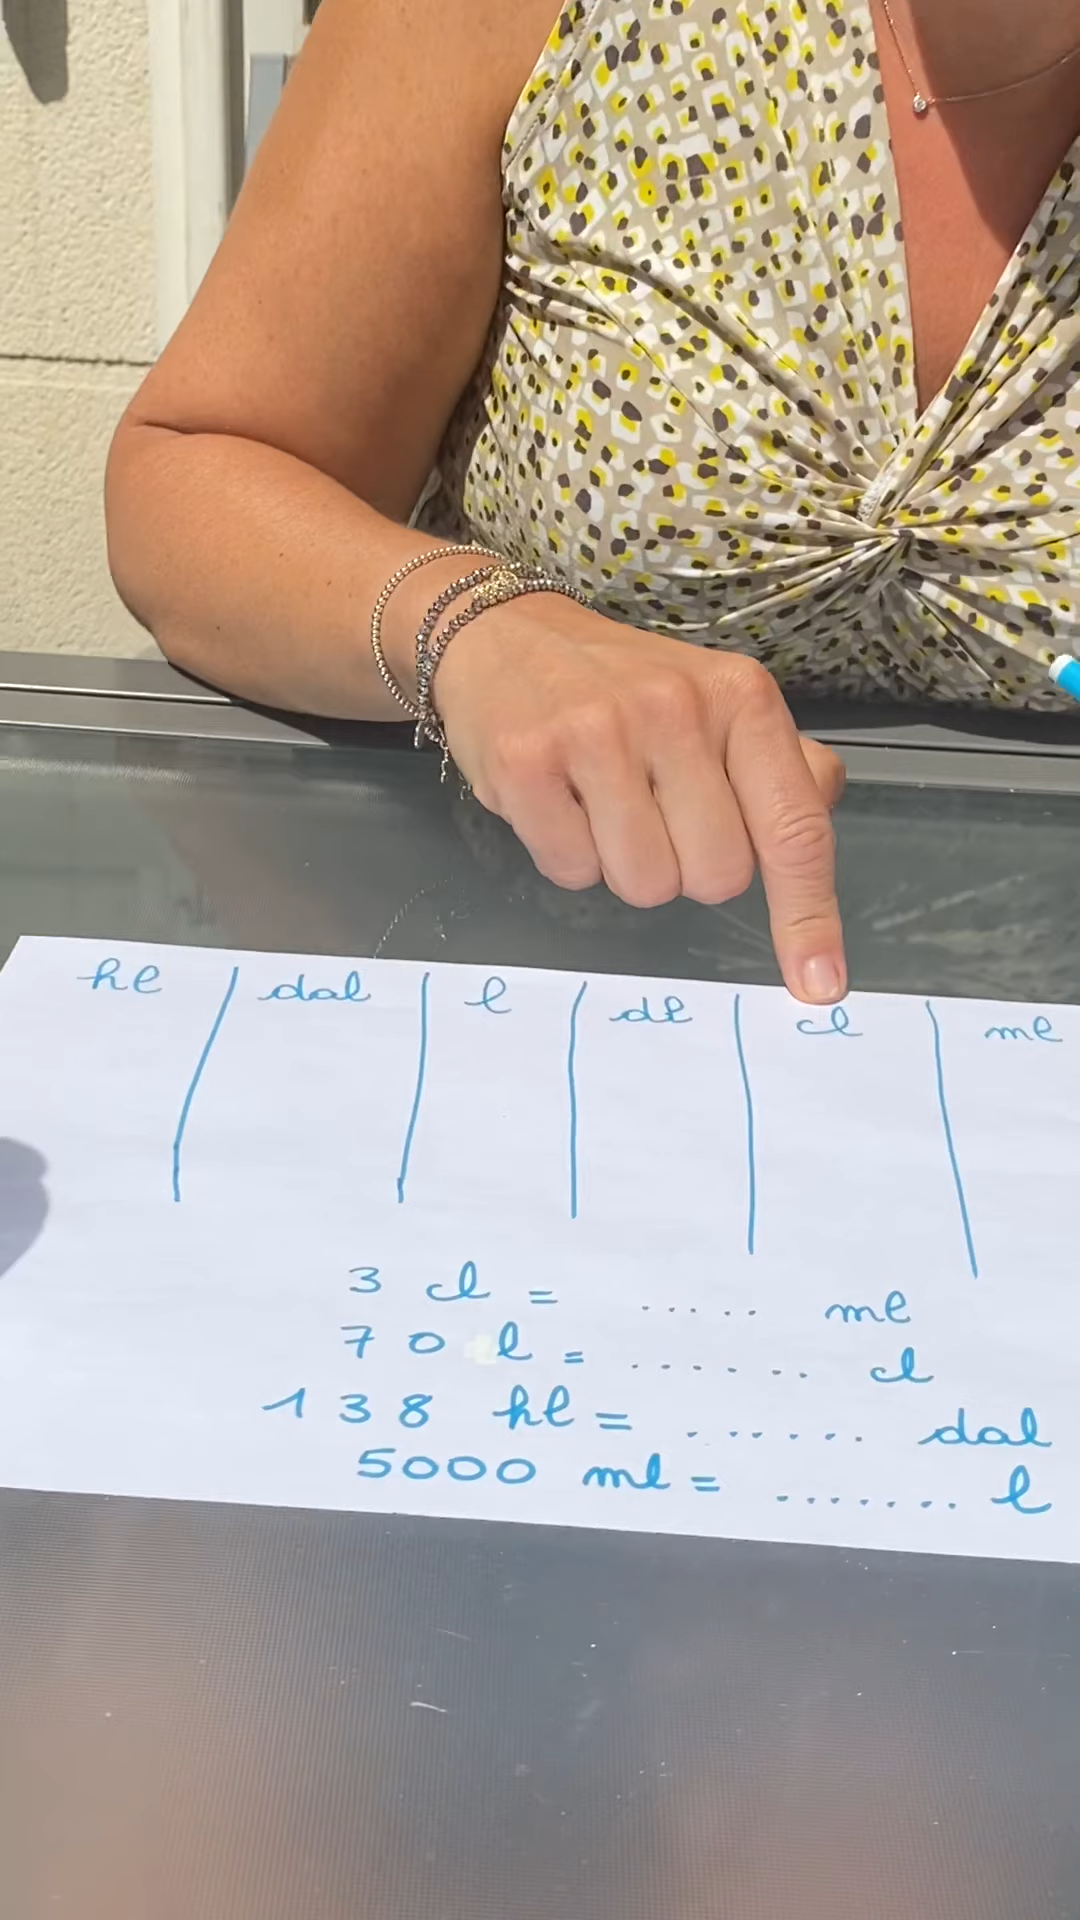 hl dal l dl cl ml
3 cl = ..... ml
70 l = ...... cl
138 hl = ...... dal
5000 ml = ....... l